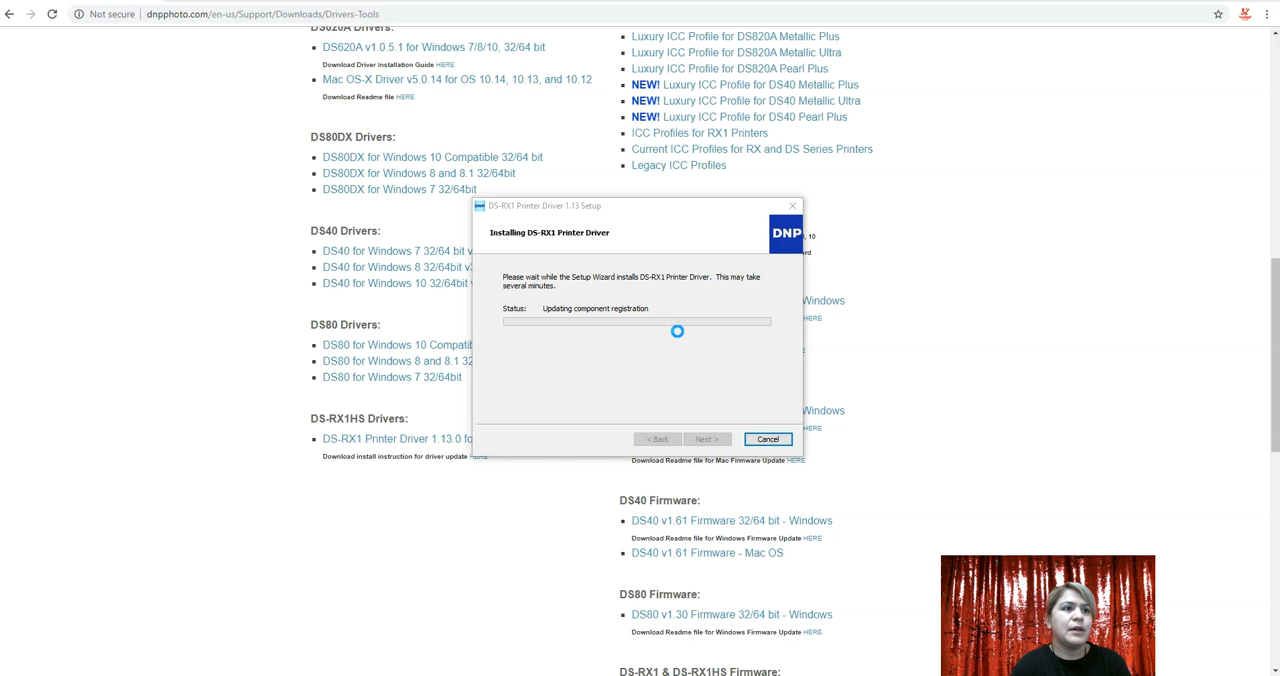 Not secure
dnpphoto.com/en-us/Support/Downloads/Drivers-Tools
DS620A Drivers:
DS620A v1.0.5.1 for Windows 7/8/10, 32/64 bit
Download Driver Installation Guide HERE
Mac OS-X Driver v5.0.14 for OS 10.14, 10.13, and 10.12
Download Readme file HERE
DS80DX Drivers:
DS80DX for Windows 10 Compatible 32/64 bit
DS80DX for Windows 8 and 8.1 32/64bit
DS80DX for Windows 7 32/64bit
DS40 Drivers:
DS40 for Windows 7 32/64 bit v
DS40 for Windows 8 32/64bit v
DS40 for Windows 10 32/64bit
DS80 Drivers:
DS80 for Windows 10 Compati
DS80 for Windows 8 and 8.1 32
DS80 for Windows 7 32/64bit
DS-RX1HS Drivers:
DS-RX1 Printer Driver 1.13.0 fo
Download install instruction for driver update HERE
DNP
DS-RX1 Printer Driver 1.13 Setup
Installing DS-RX1 Printer Driver
DNP
Please wait while the Setup Wizard installs DS-RX1 Printer Driver. This may take
several minutes.
Status: Updating component registration
< Back
Next >
Cancel
Luxury ICC Profile for DS820A Metallic Plus
Luxury ICC Profile for DS820A Metallic Ultra
Luxury ICC Profile for DS820A Pearl Plus
NEW! Luxury ICC Profile for DS40 Metallic Plus
NEW! Luxury ICC Profile for DS40 Metallic Ultra
NEW! Luxury ICC Profile for DS40 Pearl Plus
ICC Profiles for RX1 Printers
Current ICC Profiles for RX and DS Series Printers
Legacy ICC Profiles
, 10
rd
Windows
HERE
Windows
HERE
Download Readme file for Mac Firmware Update HERE
DS40 Firmware:
DS40 v1.61 Firmware 32/64 bit - Windows
Download Readme file for Windows Firmware Update HERE
DS40 v1.61 Firmware - Mac OS
DS80 Firmware:
DS80 v1.30 Firmware 32/64 bit - Windows
Download Readme file for Windows Firmware Update HERE
DS-RX1 & DS-RX1HS Firmware: